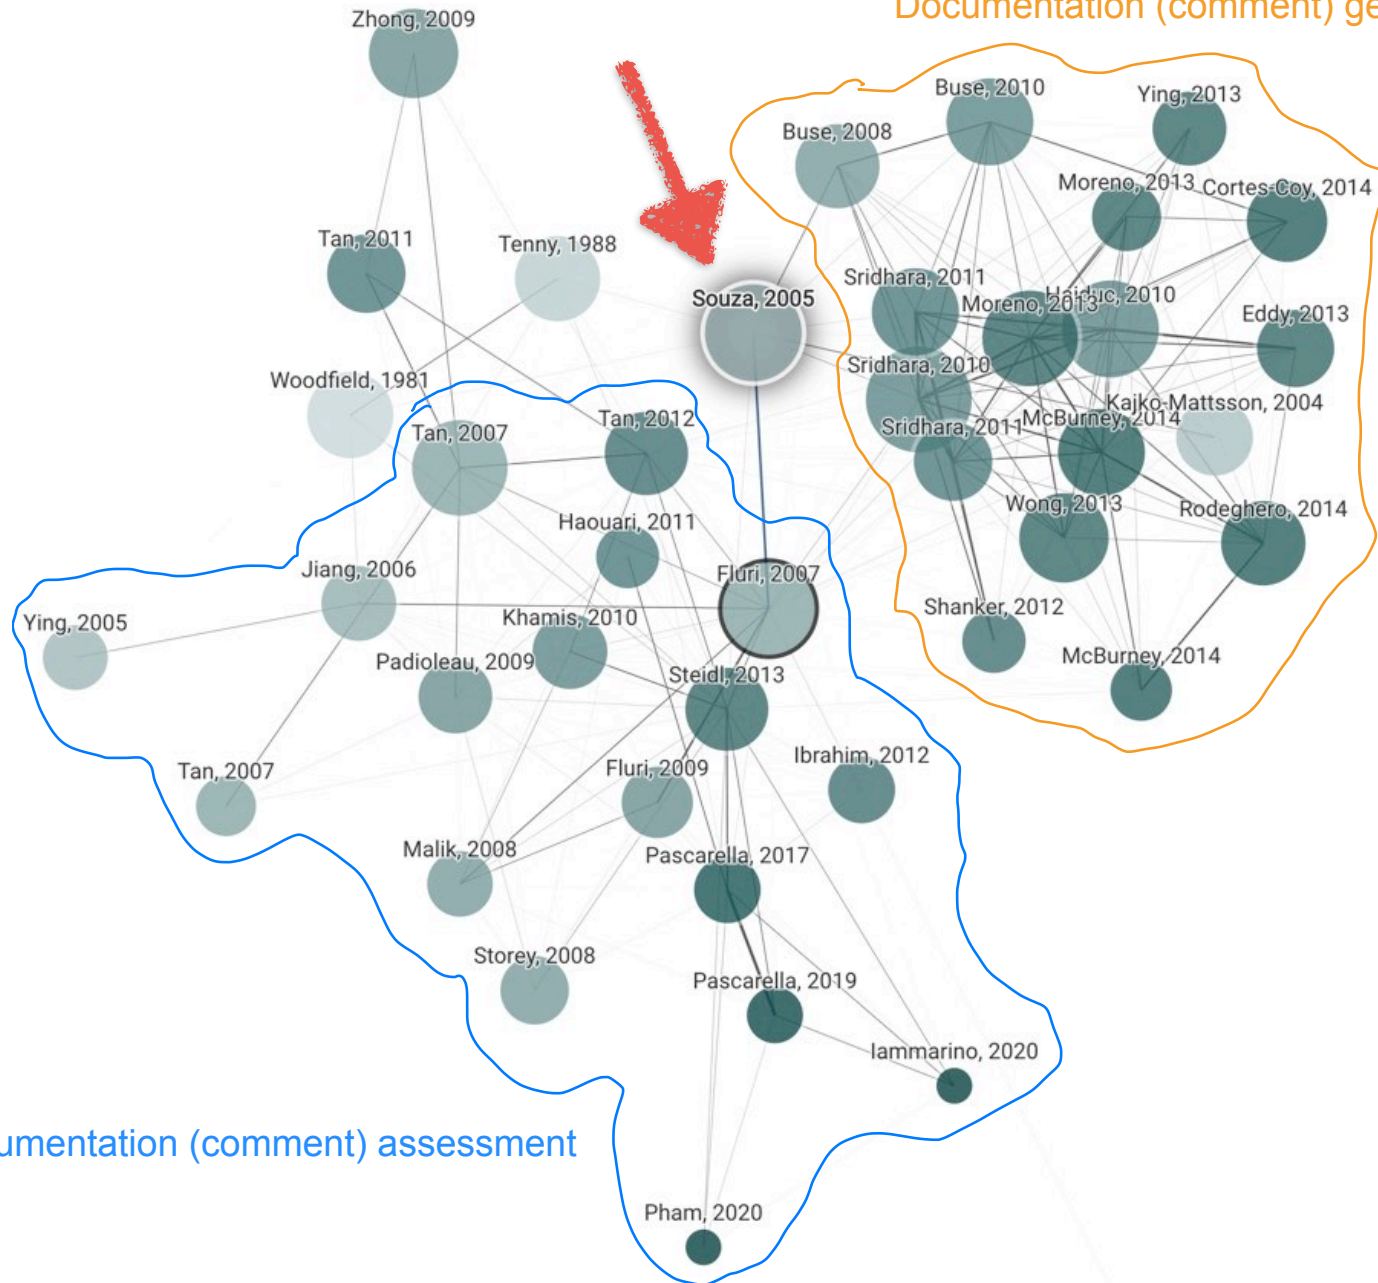 Documentation (comment) ge
Zhong, 2009
Buse, 2010
Ying, 2013
Buse, 2008
Moreno, 2013
Cortes-Coy, 2014
Tan, 2011
Tenny, 1988
Souza, 2005
Sridhara, 2011
Moreno, 2013
Haiduc, 2010
Eddy, 2013
Sridhara, 2010
Woodfield, 1981
Kajko-Mattsson, 2004
Tan, 2007
Tan, 2012
Sridhara, 2011
McBurney, 2014
Haouari, 2011
Wong, 2013
Rodeghero, 2014
Jiang, 2006
Fluri, 2007
Ying, 2005
Khamis, 2010
Shanker, 2012
Padioleau, 2009
Steidl, 2013
McBurney, 2014
Tan, 2007
Fluri, 2009
Ibrahim, 2012
Malik, 2008
Pascarella, 2017
Storey, 2008
Pascarella, 2019
Iammarino, 2020
umentation (comment) assessment
Pham, 2020